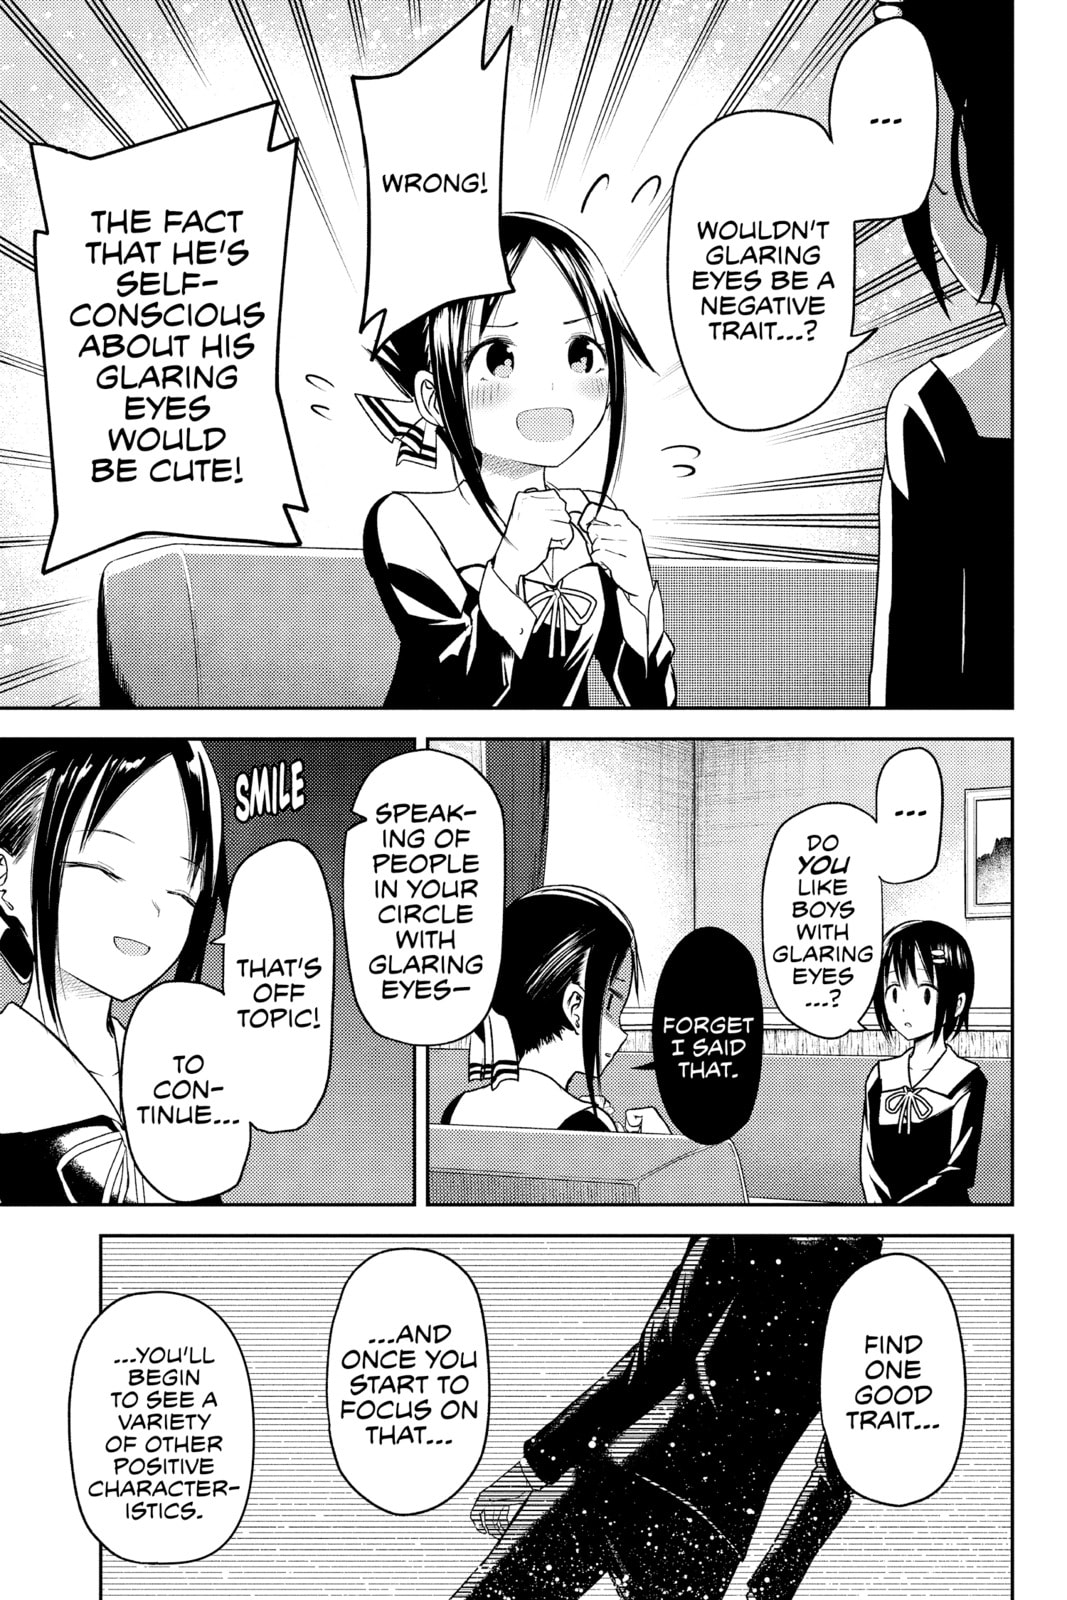 ...
WOULDN'T
GLARING
EYES BE A
NEGATIVE
TRAIT...?
WRONG!
THE FACT
THAT HE'S
SELF-
CONSCIOUS
ABOUT HIS
GLARING
EYES
WOULD
BE CUTE!
...
DO
YOU
LIKE
BOYS
WITH
GLARING
EYES
...?
FORGET
I SAID
THAT.
SPEAK-
ING OF
PEOPLE
IN YOUR
CIRCLE
WITH
GLARING
EYES–
SMILE
THAT'S
OFF
TOPIC!
TO
CON-
TINUE...
FIND
ONE
GOOD
TRAIT...
...AND
ONCE YOU
START TO
FOCUS ON
THAT...
...YOU'LL
BEGIN
TO SEE A
VARIETY
OF OTHER
POSITIVE
CHARACTER-
ISTICS.